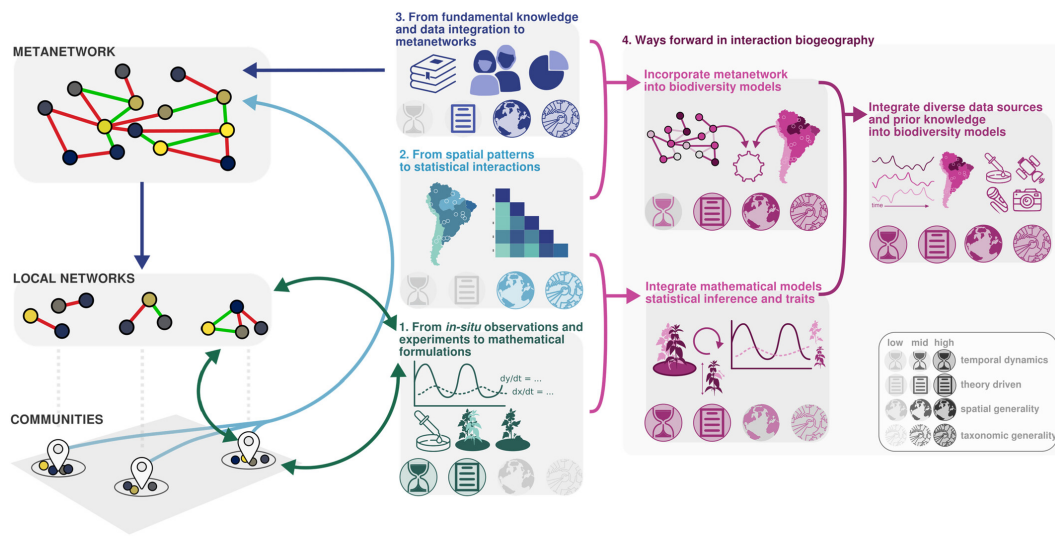 METANETWORK
LOCAL NETWORKS
COMMUNITIES
3. From fundamental knowledge
and data integration to
metanetworks
2. From spatial patterns
to statistical interactions
1. From in-situ observations and
experiments to mathematical
formulations
dy/dt = ...
dx/dt = ...
4. Ways forward in interaction biogeography
Incorporate metanetwork
into biodiversity models
Integrate mathematical models
statistical inference and traits
Integrate diverse data sources
and prior knowledge
into biodiversity models
time
low mid high
temporal dynamics
theory driven
spatial generality
taxonomic generality